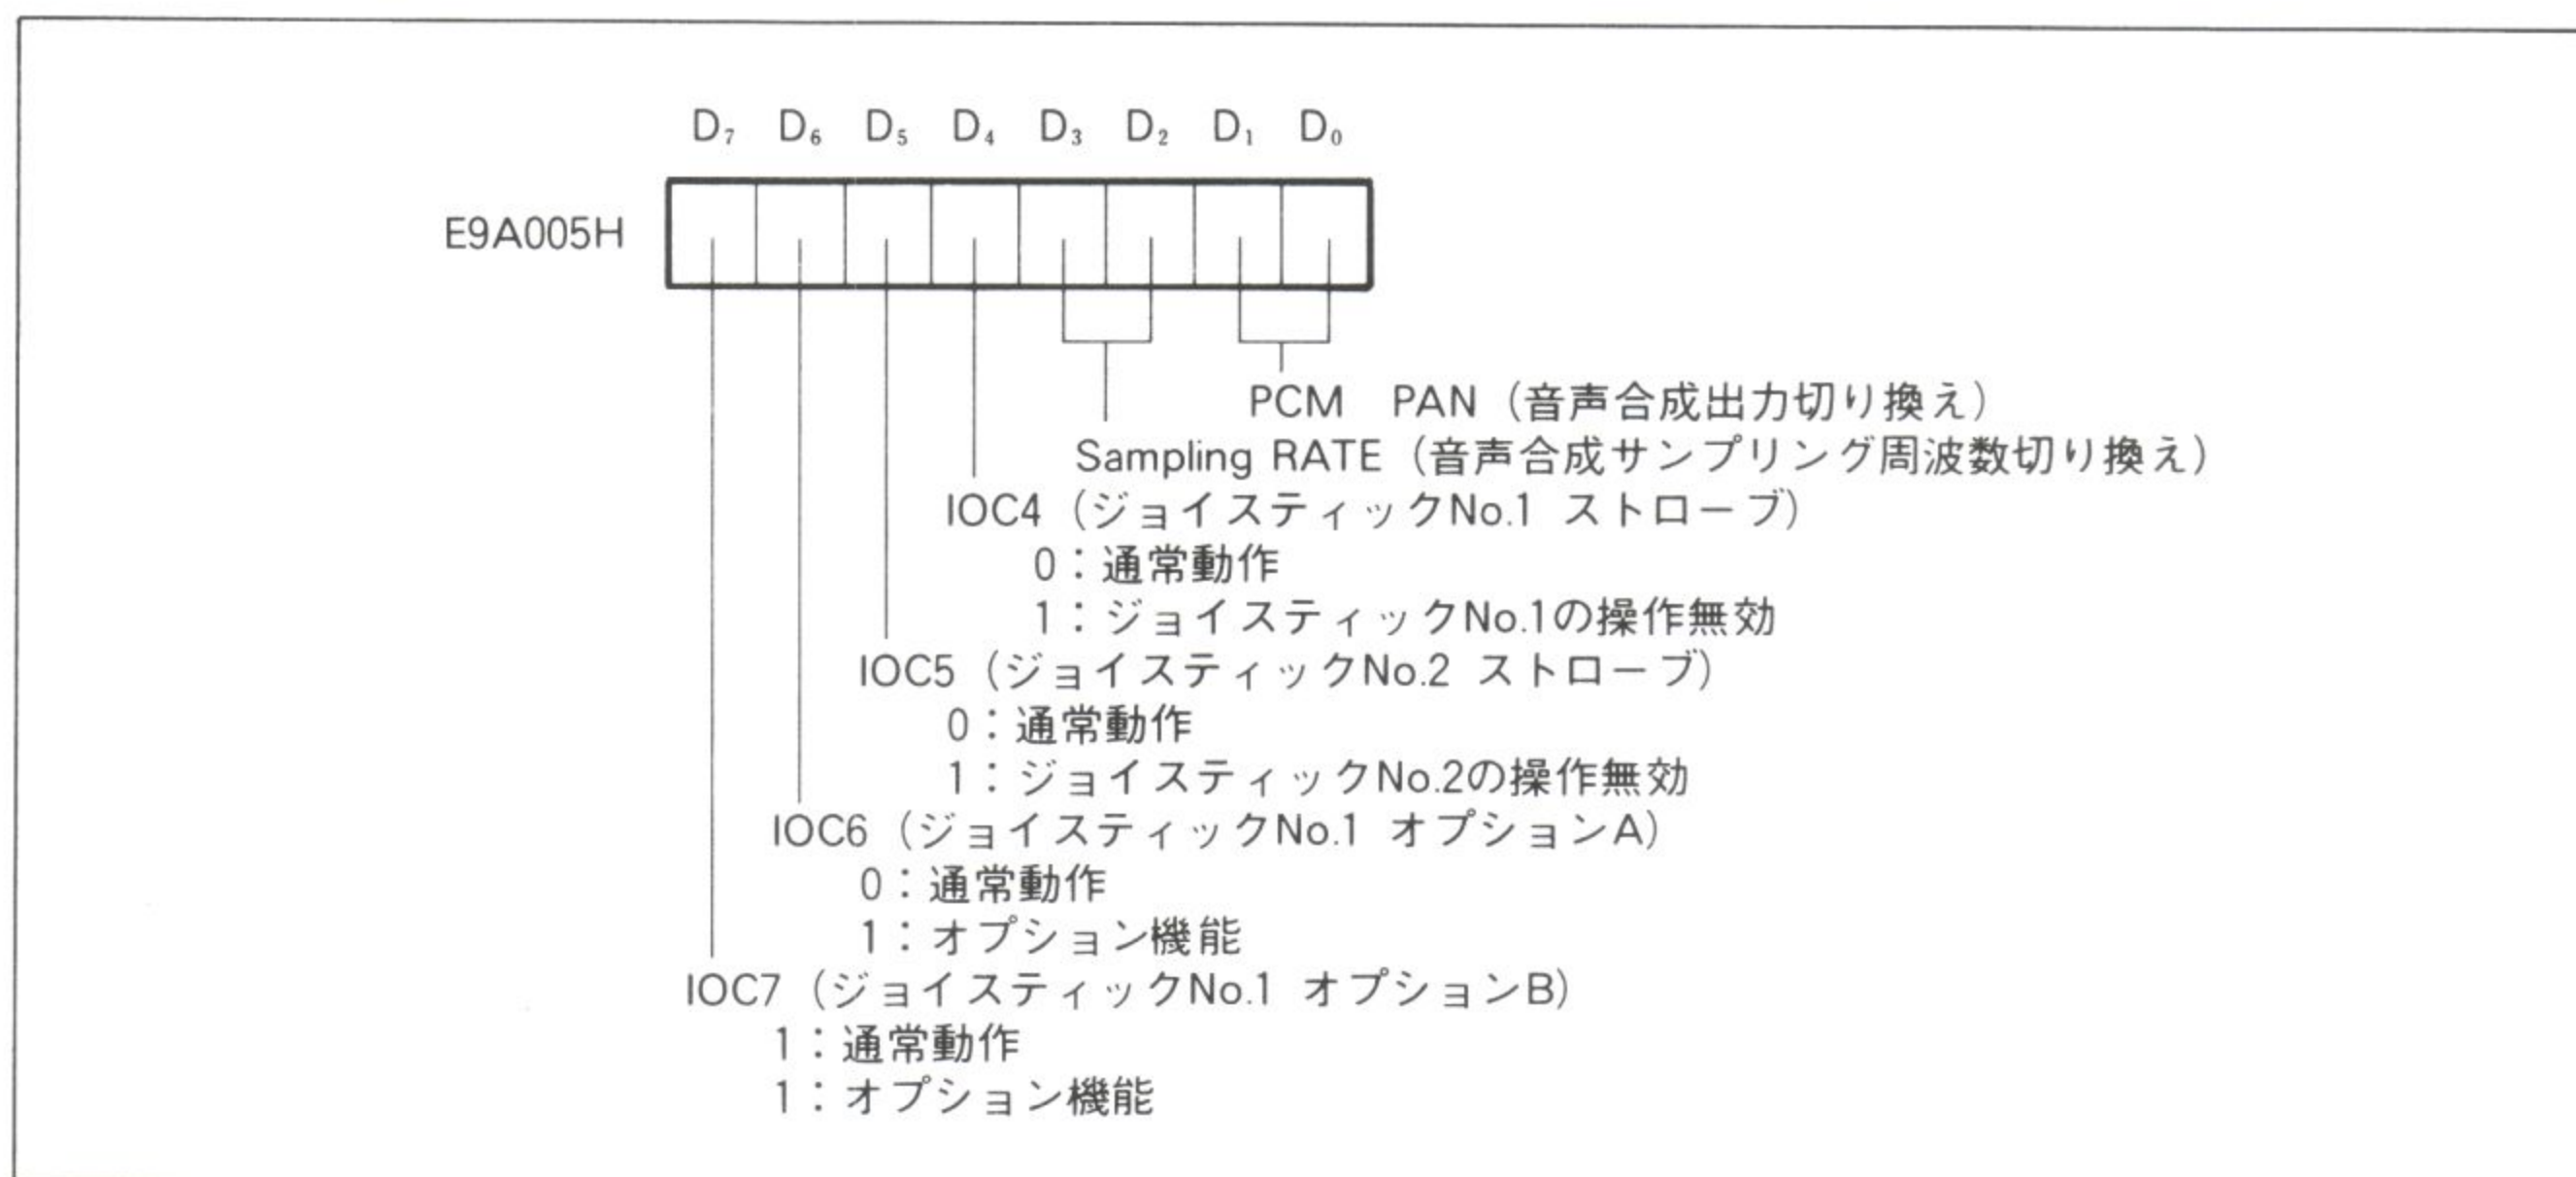 D₇ D₆ D₅ D₄ D₃ D₂ D₁ D₀
E9A005H
PCM PAN（音声合成出力切り換え）
Sampling RATE（音声合成サンプリング周波数切り換え）
IOC4（ジョイスティックNo.1 ストローブ）
0：通常動作
1：ジョイスティックNo.1の操作無効
IOC5（ジョイスティックNo.2 ストローブ）
0：通常動作
1：ジョイスティックNo.2の操作無効
IOC6（ジョイスティックNo.1 オプションA）
0：通常動作
1：オプション機能
IOC7（ジョイスティックNo.1 オプションB）
1：通常動作
1：オプション機能